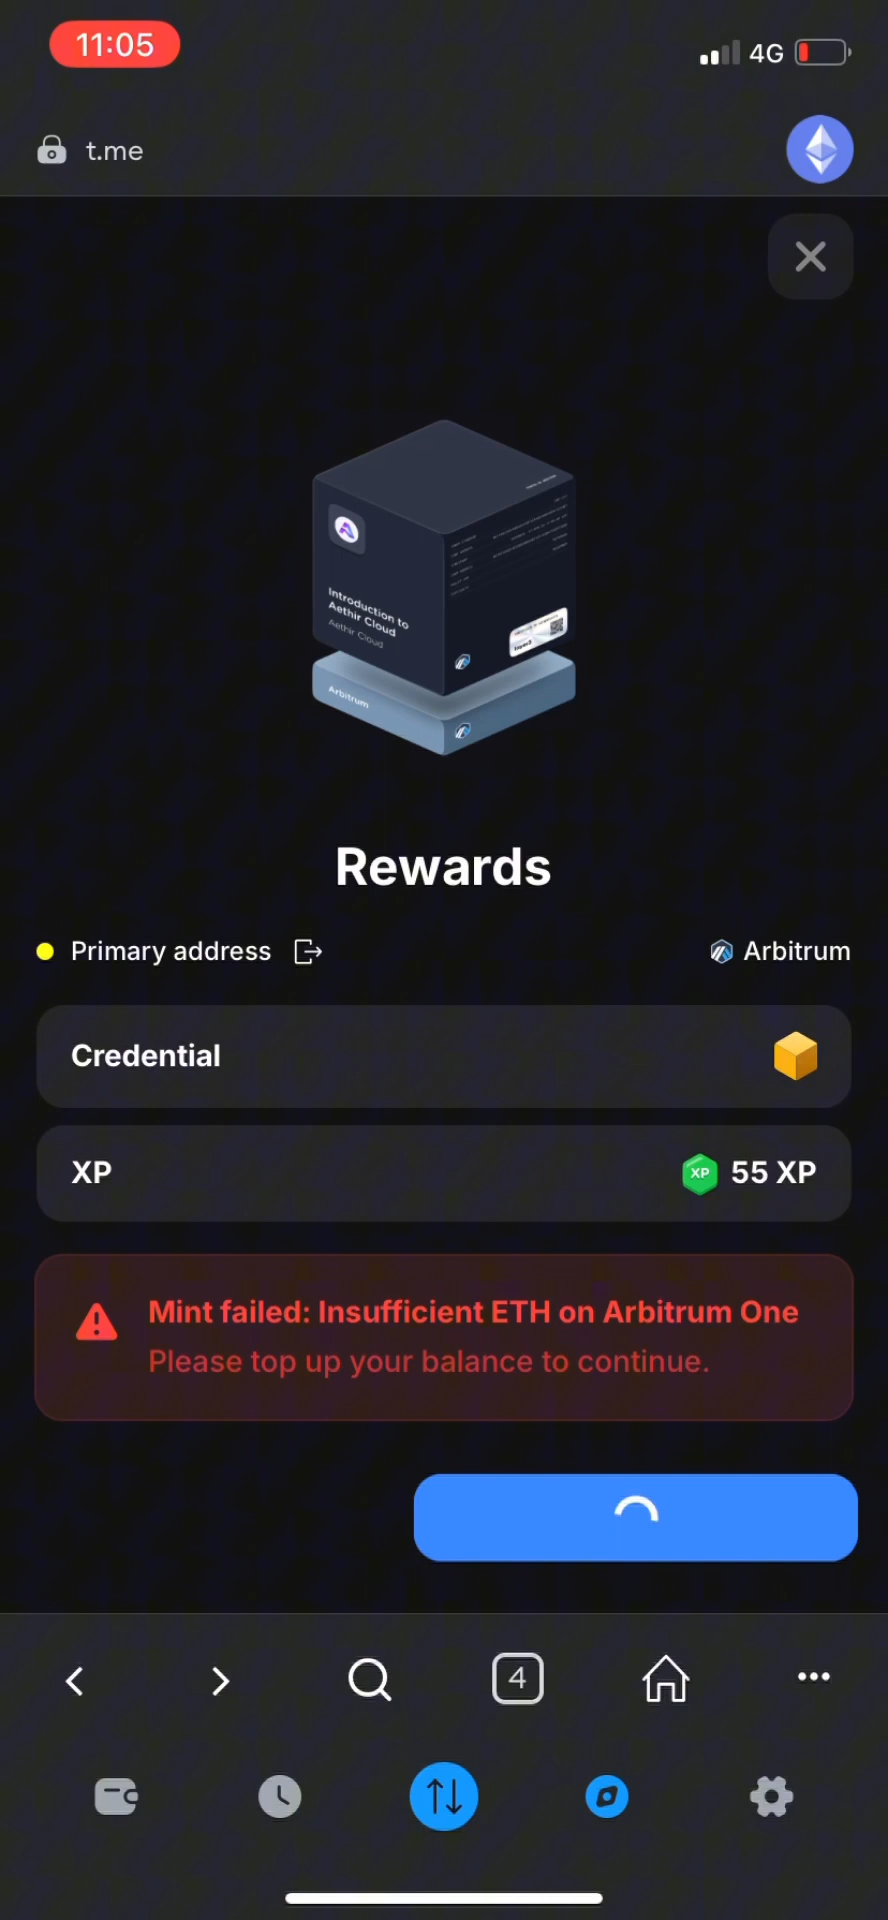 11:05
4G
t.me
Introduction to
Aethir Cloud
Aethir Cloud
Arbitrum
Rewards
Primary address
Arbitrum
Credential
XP
XP
55 XP
Mint failed: Insufficient ETH on Arbitrum One
Please top up your balance to continue.
4